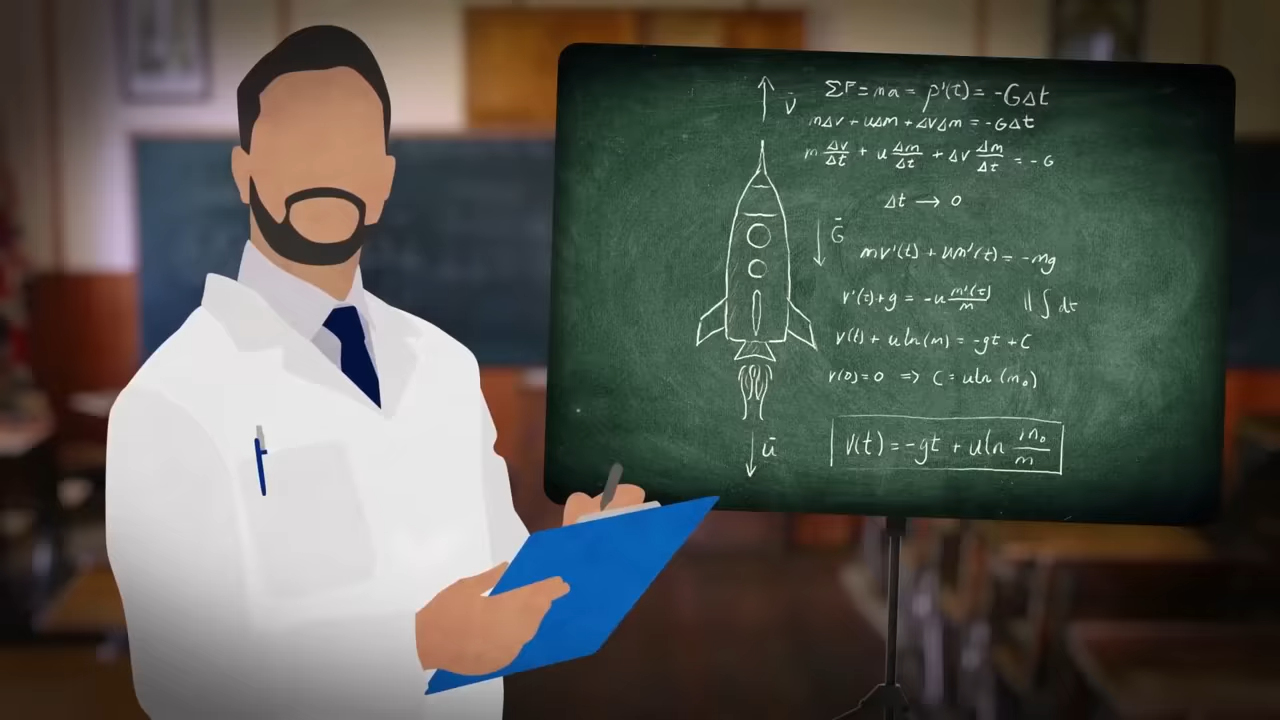 ΣF = ma = p'(t) = -GΔt
mΔv + uΔm + ΔvΔm = -GΔt
m Δv/Δt + u Δm/Δt + Δv Δm/Δt = -G
Δt → 0
mv'(t) + um'(t) = -mg
v'(t) + g = -u m'(t)/m || ∫ dt
v(t) + u ln(m) = -gt + C
v(0) = 0 ⇒ C = u ln (m₀)
v(t) = -gt + u ln m₀/m
v̄
Ḡ
ū